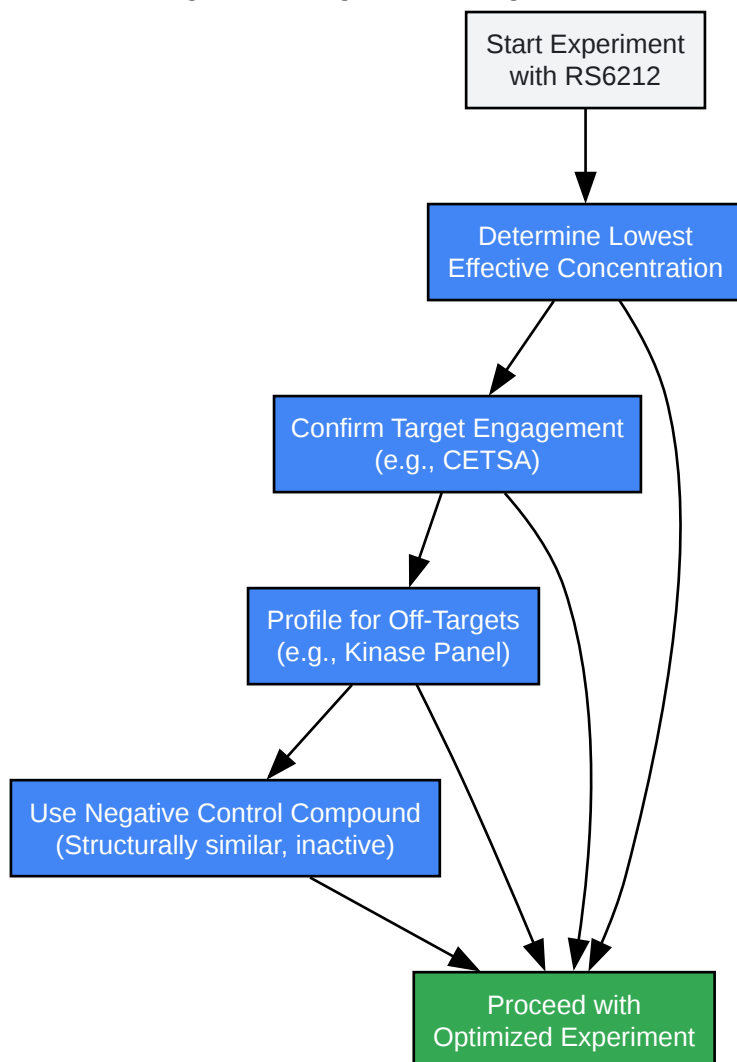 Start Experiment
with RS6212
Determine Lowest
Effective Concentration
Confirm Target Engagement
(e.g., CETSA)
Profile for Off-Targets
(e.g., Kinase Panel)
Use Negative Control Compound
(Structurally similar, inactive)
Proceed with
Optimized Experiment